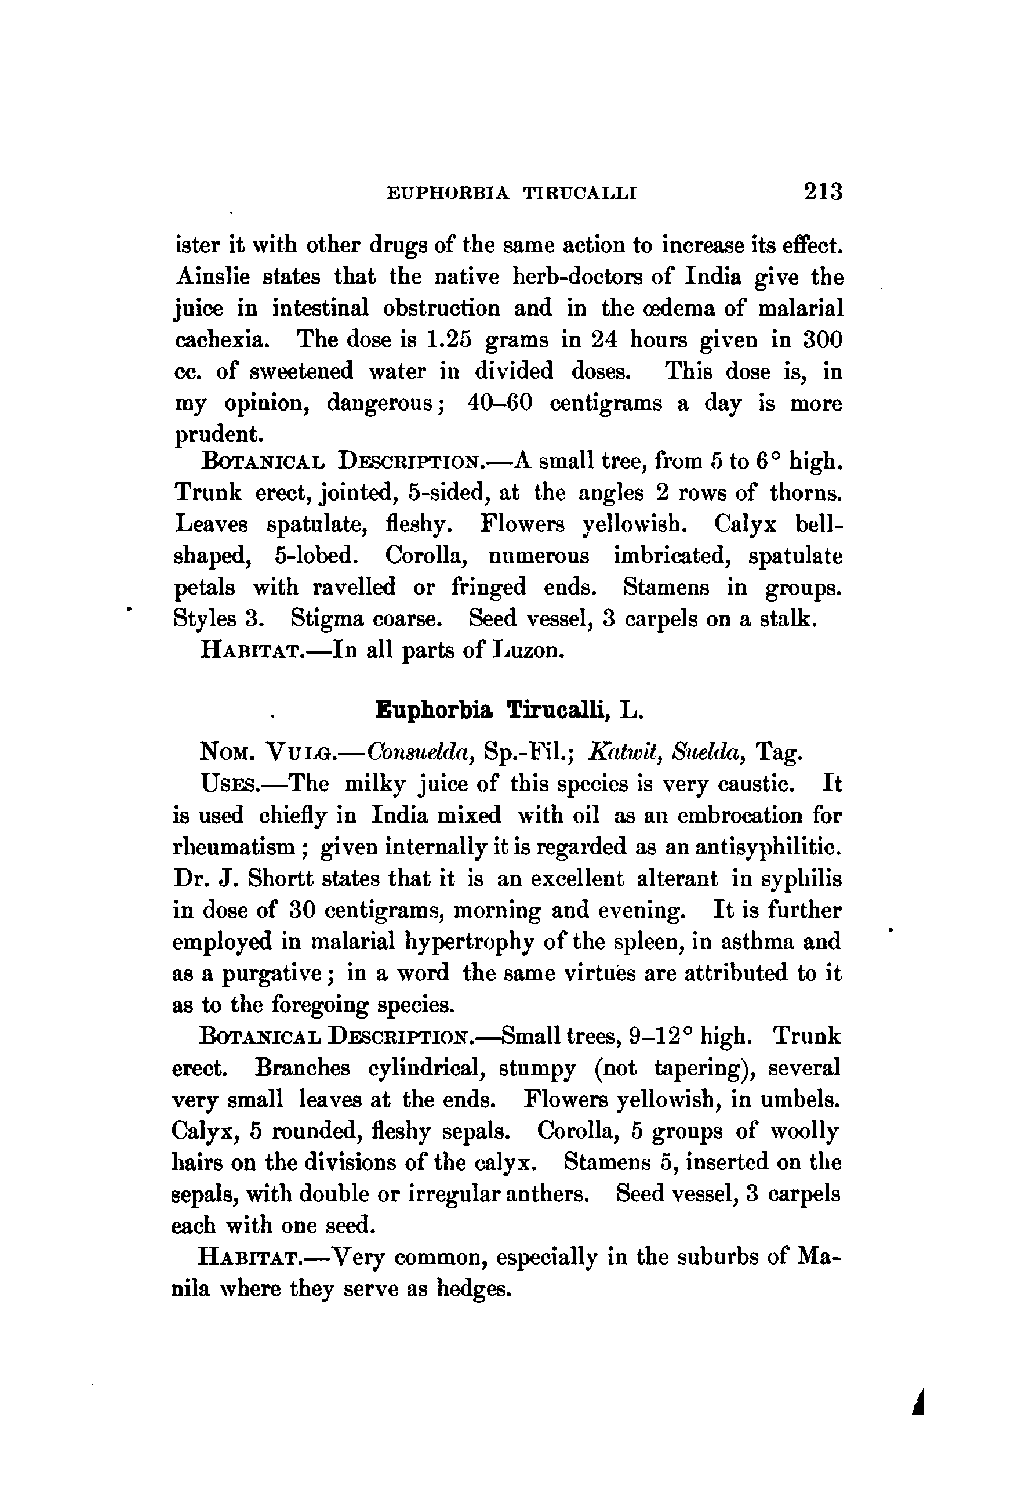 EUPHORBIA TIRUCALLI 213
ister it with other drugs of the same action to increase its effect.
Ainslie states that the native herb-doctors of India give the
juice in intestinal obstruction and in the œdema of malarial
cachexia. The dose is 1.25 grams in 24 hours given in 300
cc. of sweetened water in divided doses. This dose is, in
my opinion, dangerous; 40–60 centigrams a day is more
prudent.
BOTANICAL DESCRIPTION.—A small tree, from 5 to 6° high.
Trunk erect, jointed, 5-sided, at the angles 2 rows of thorns.
Leaves spatulate, fleshy. Flowers yellowish. Calyx bell-
shaped, 5-lobed. Corolla, numerous imbricated, spatulate
petals with ravelled or fringed ends. Stamens in groups.
Styles 3. Stigma coarse. Seed vessel, 3 carpels on a stalk.
HABITAT.—In all parts of Luzon.
Euphorbia Tirucalli, L.
NOM. VULG.—Consuelda, Sp.-Fil.; Katwit, Suelda, Tag.
USES.—The milky juice of this species is very caustic. It
is used chiefly in India mixed with oil as an embrocation for
rheumatism; given internally it is regarded as an antisyphilitic.
Dr. J. Shortt states that it is an excellent alterant in syphilis
in dose of 30 centigrams, morning and evening. It is further
employed in malarial hypertrophy of the spleen, in asthma and
as a purgative; in a word the same virtues are attributed to it
as to the foregoing species.
BOTANICAL DESCRIPTION.—Small trees, 9–12° high. Trunk
erect. Branches cylindrical, stumpy (not tapering), several
very small leaves at the ends. Flowers yellowish, in umbels.
Calyx, 5 rounded, fleshy sepals. Corolla, 5 groups of woolly
hairs on the divisions of the calyx. Stamens 5, inserted on the
sepals, with double or irregular anthers. Seed vessel, 3 carpels
each with one seed.
HABITAT.—Very common, especially in the suburbs of Ma-
nila where they serve as hedges.